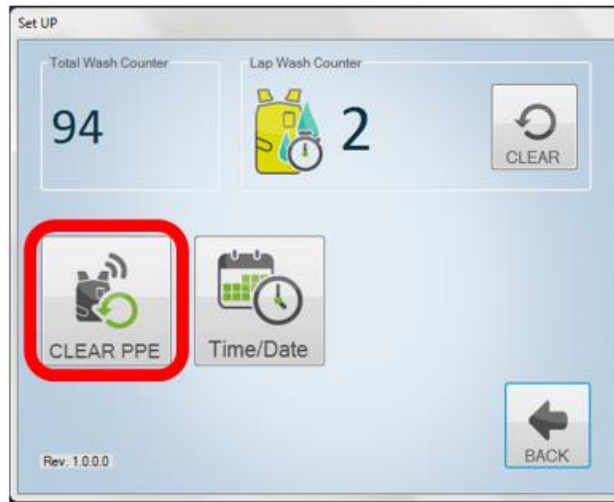 Set UP
Total Wash Counter
Lap Wash Counter
94
2
CLEAR
CLEAR PPE
Time/Date
BACK
Rev. 1.0.0.0